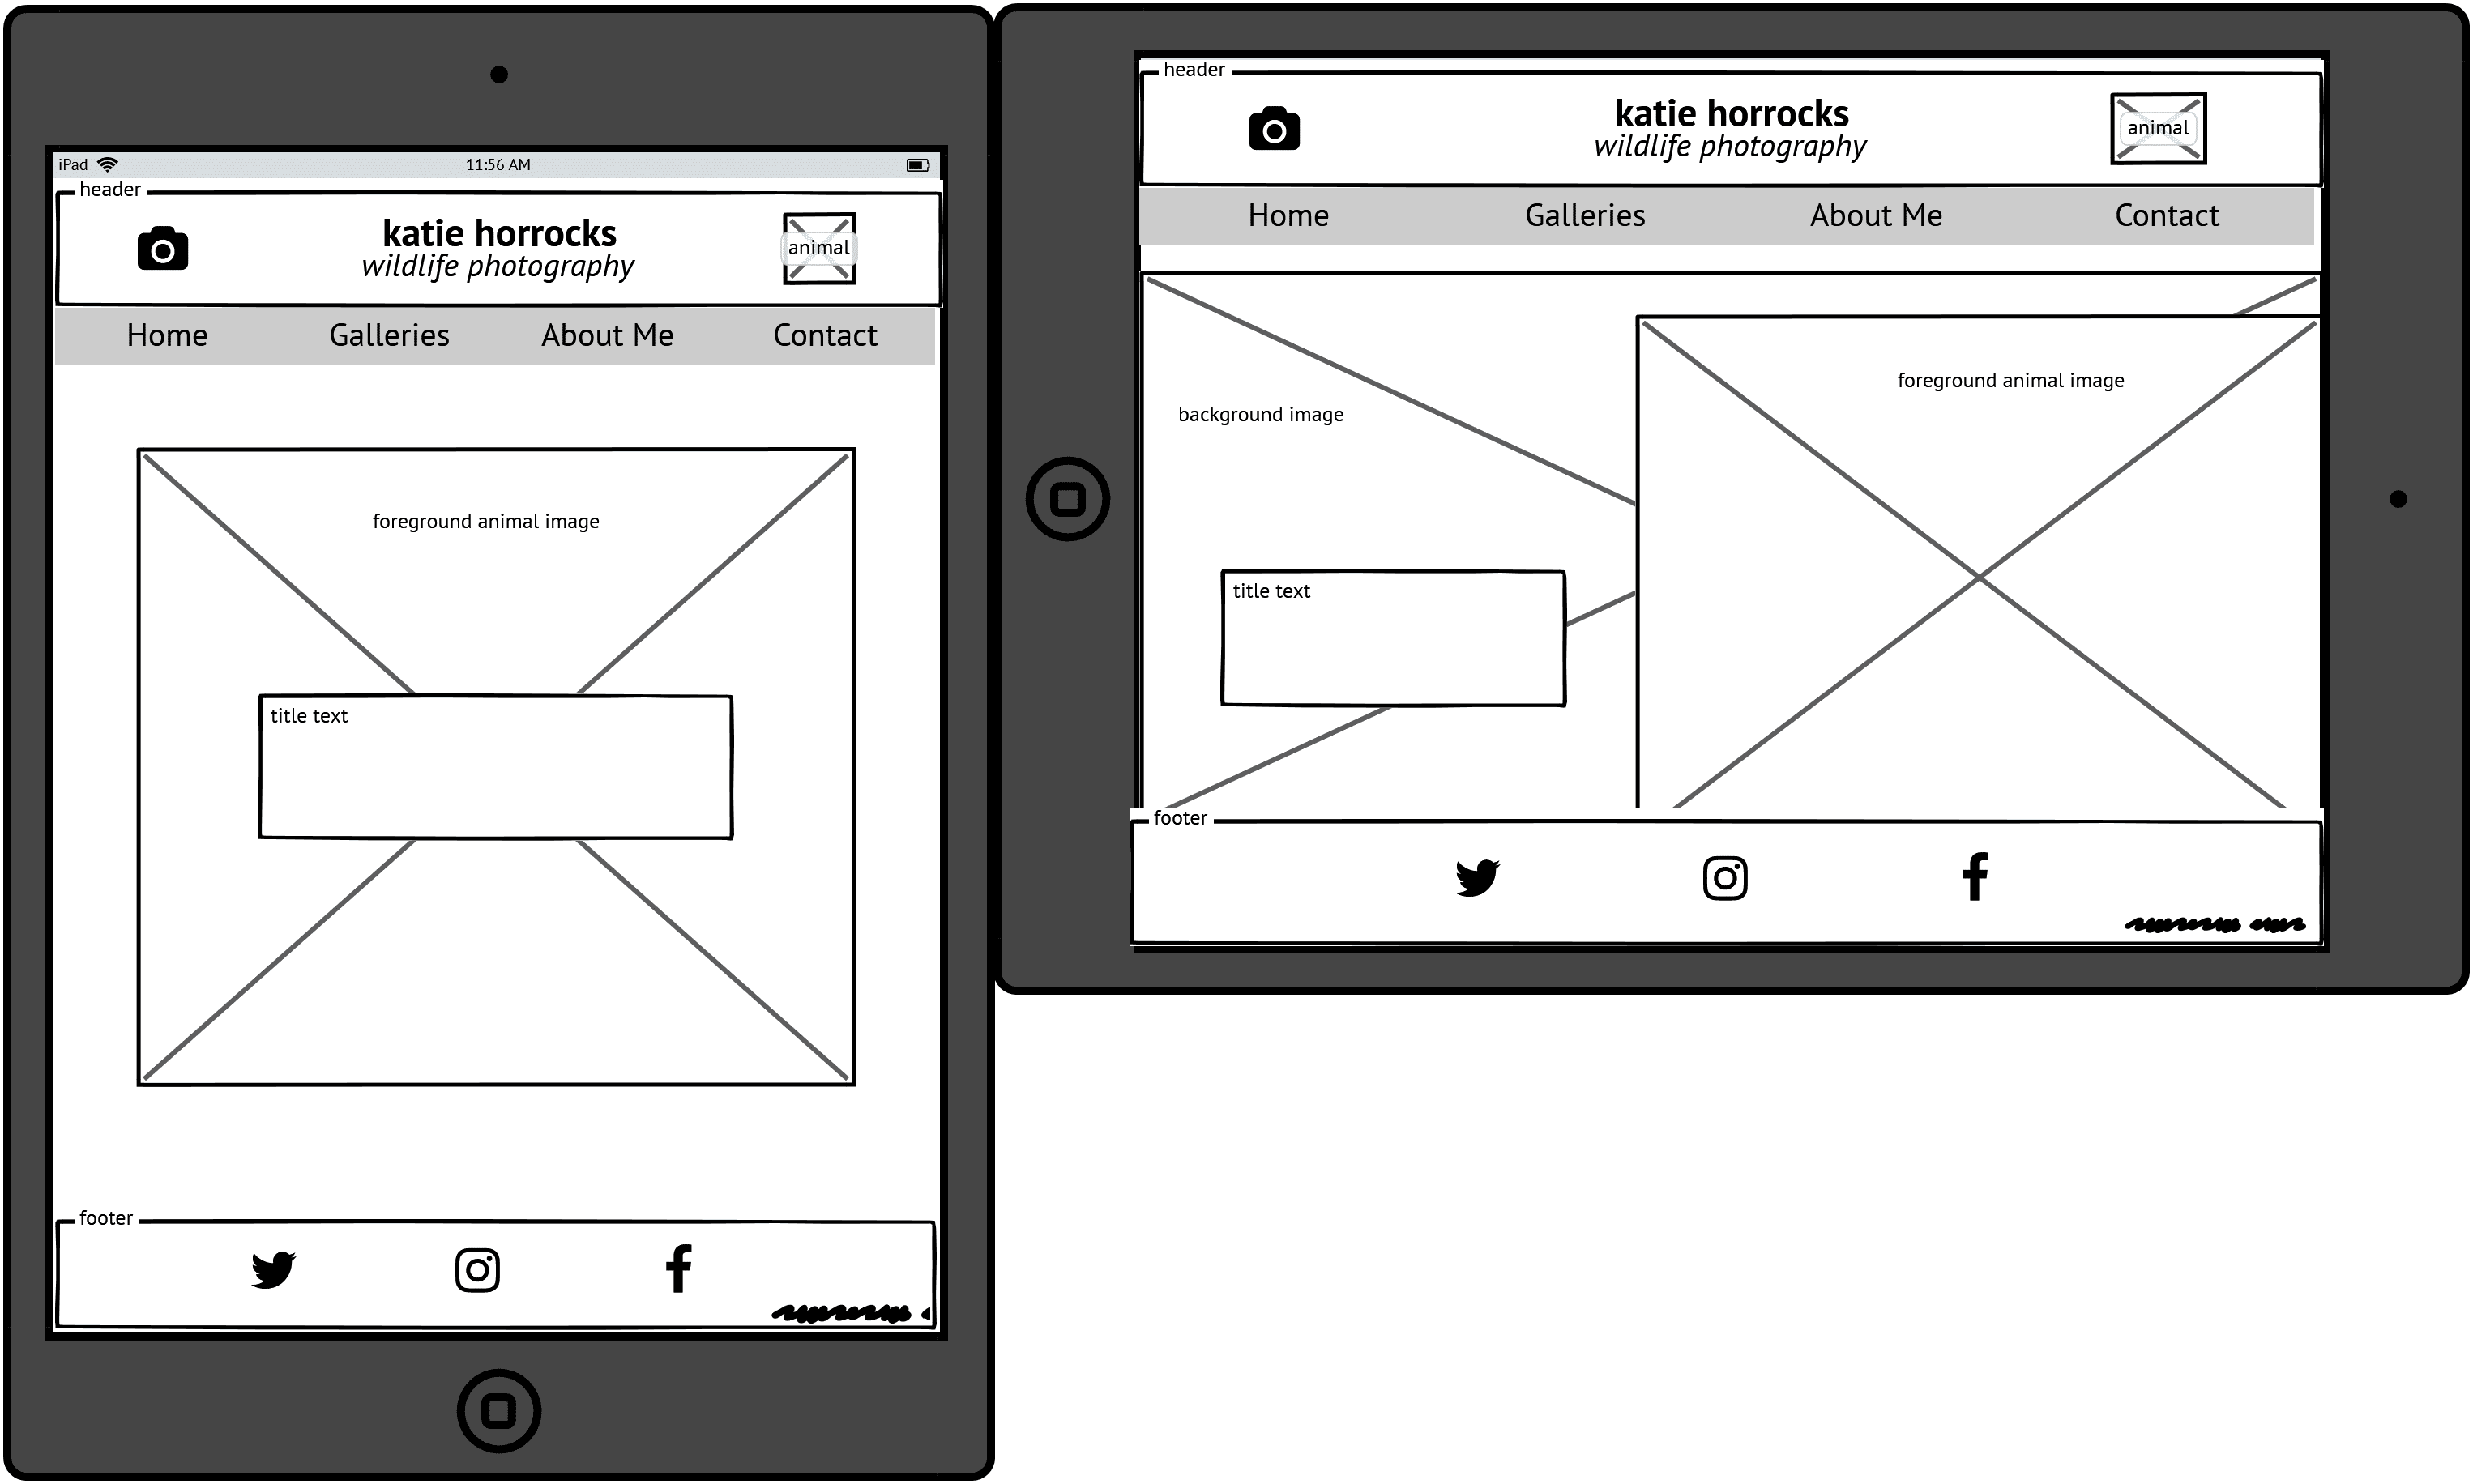 iPad 11:56 AM
header
katie horrocks
wildlife photography
animal
Home Galleries About Me Contact
foreground animal image
title text
footer
header
katie horrocks
wildlife photography
animal
Home Galleries About Me Contact
foreground animal image
background image
title text
footer